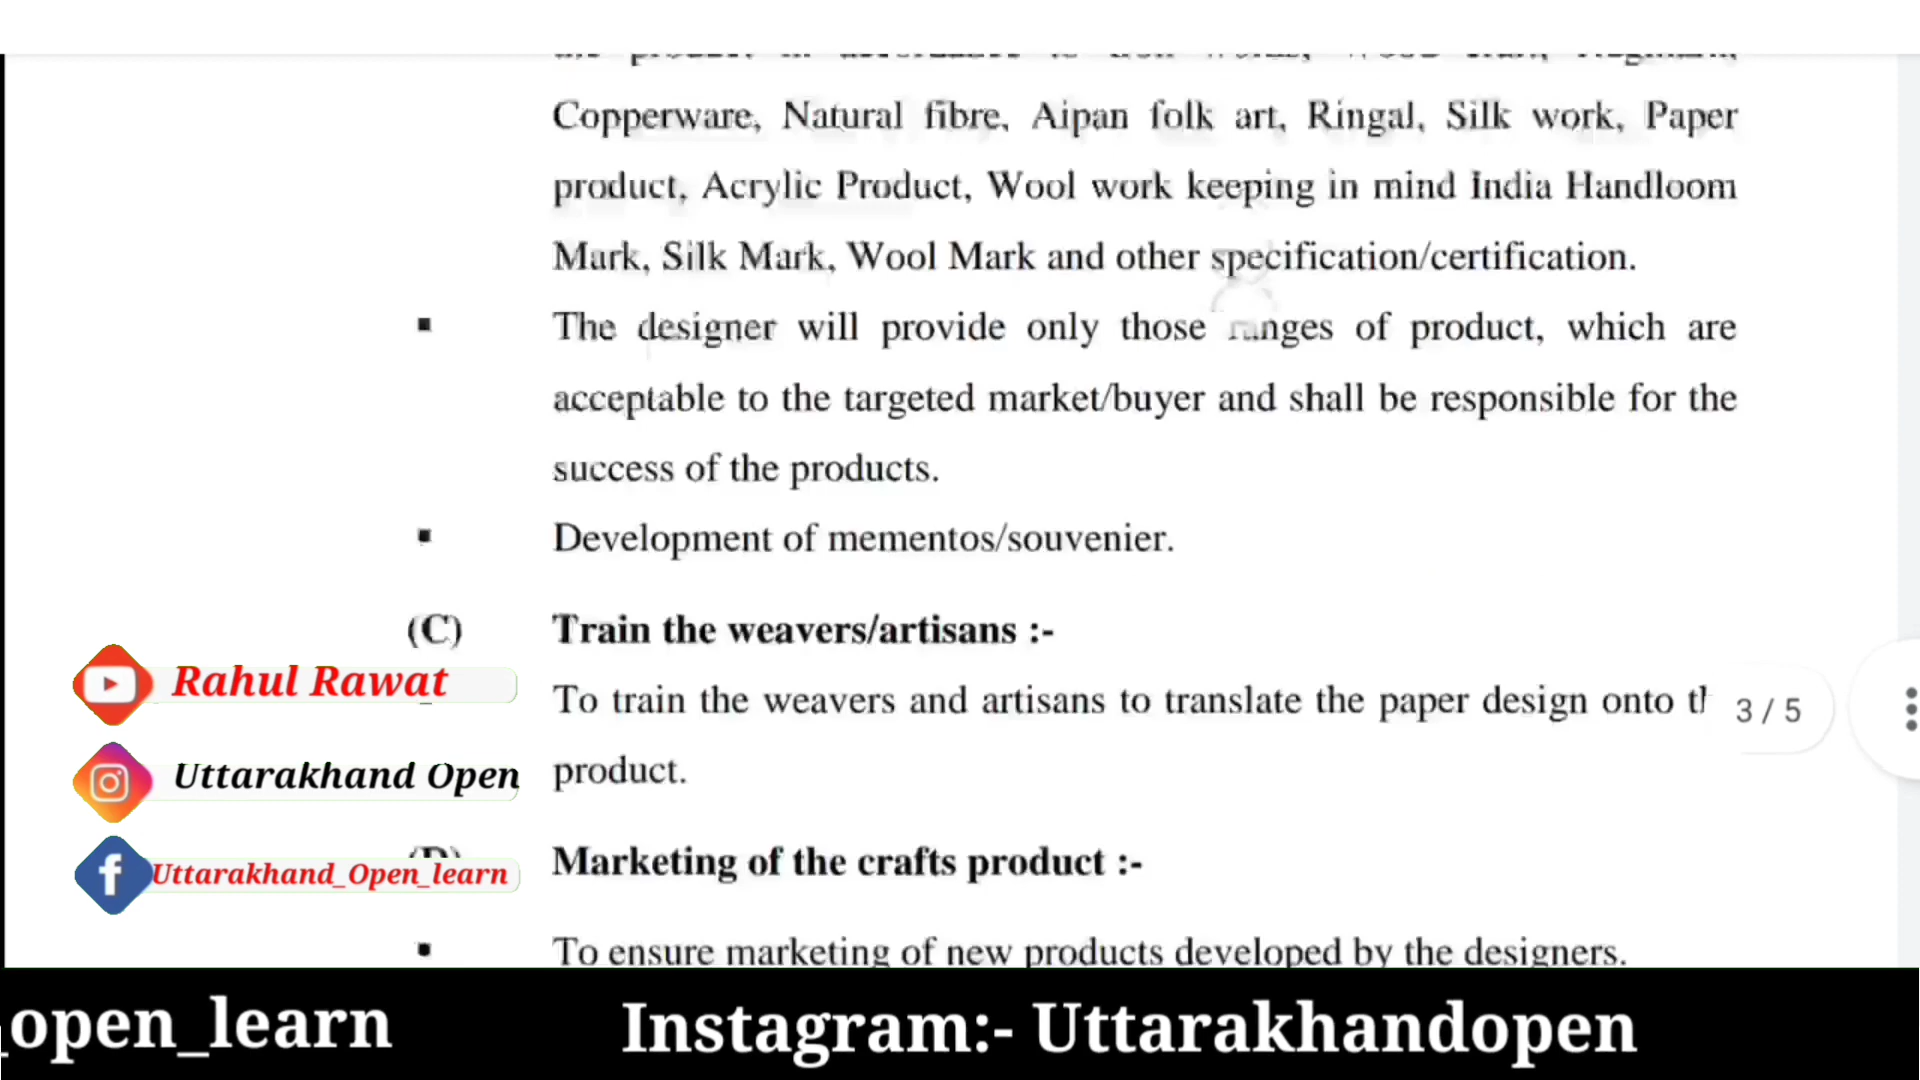 Copperware, Natural fibre, Aipan folk art, Ringal, Silk work, Paper
product, Acrylic Product, Wool work keeping in mind India Handloom
Mark, Silk Mark, Wool Mark and other specification/certification.
▪ The designer will provide only those ranges of product, which are
acceptable to the targeted market/buyer and shall be responsible for the
success of the products.
▪ Development of mementos/souvenier.
(C) Train the weavers/artisans :-
To train the weavers and artisans to translate the paper design onto
product.
(D) Marketing of the crafts product :-
▪ To ensure marketing of new products developed by the designers.
3 / 5
Rahul Rawat
Uttarakhand Open
Uttarakhand_Open_learn
_open_learn
Instagram:- Uttarakhandopen